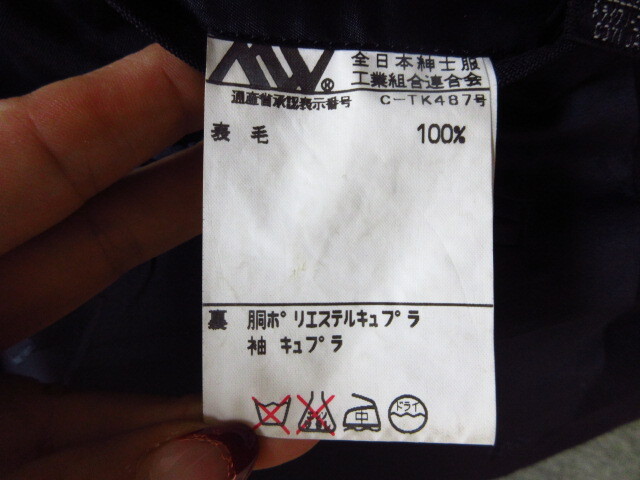 MW®
全日本紳士服
工業組合連合会
通産省承認表示番号 C-TK487号
表 毛 100%
裏 胴ポリエステルキュプラ
袖 キュプラ
中 ドライ